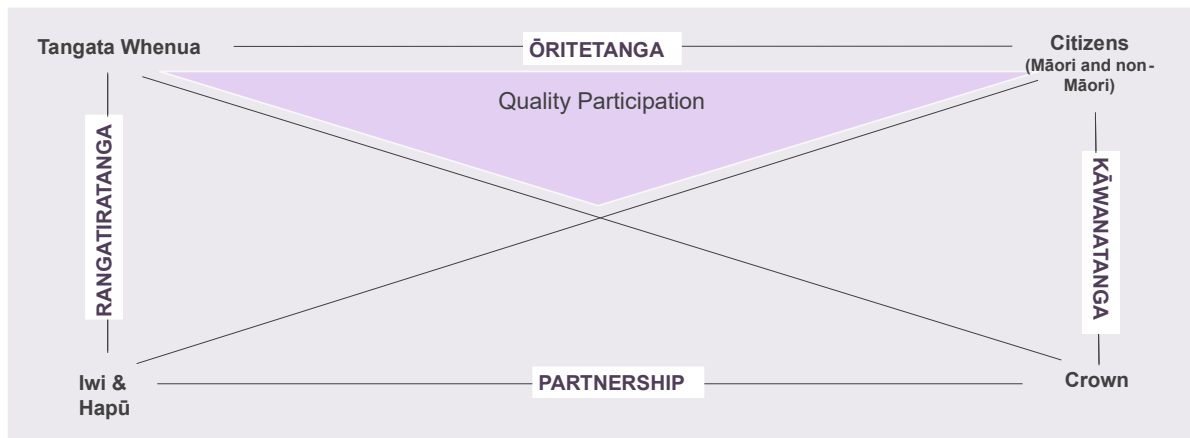 Tangata Whenua
ŌRITETANGA
Citizens
(Māori and non-
Māori)
Quality Participation
RANGATIRATANGA
KĀWANATANGA
Iwi &
Hapū
PARTNERSHIP
Crown